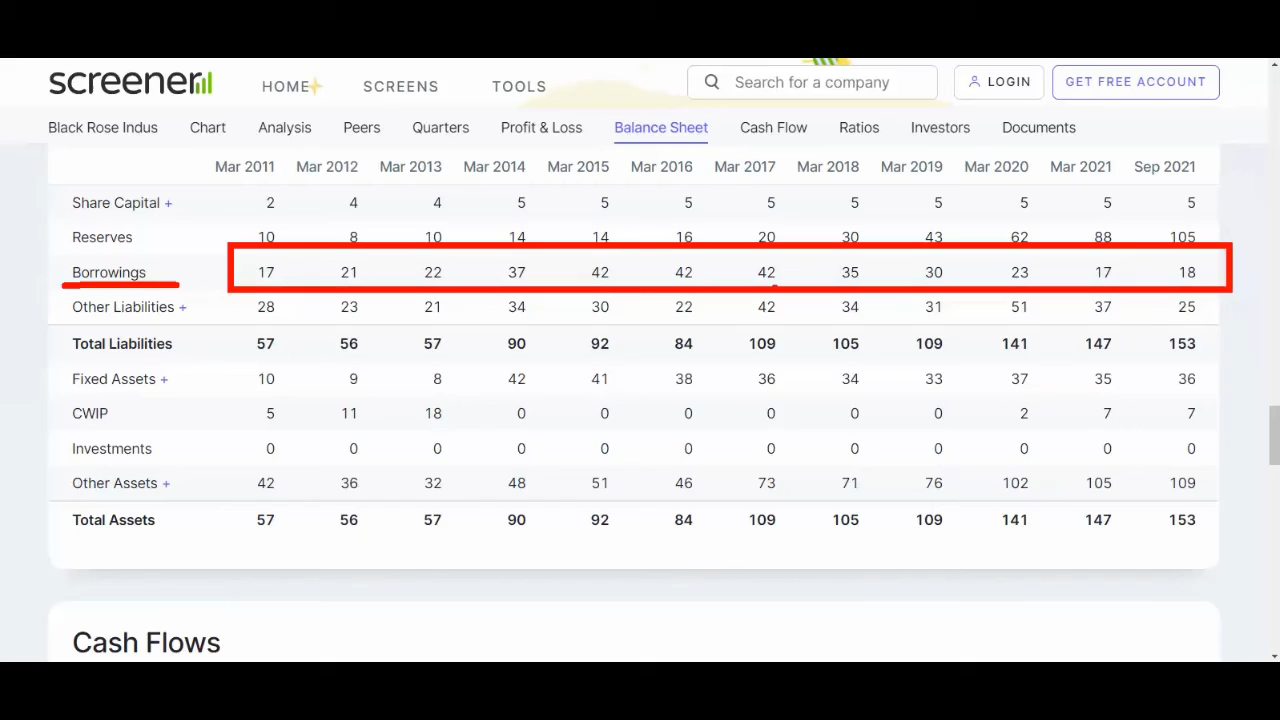 screener HOME SCREENS TOOLS Search for a company LOGIN GET FREE ACCOUNT
Black Rose Indus Chart Analysis Peers Quarters Profit & Loss Balance Sheet Cash Flow Ratios Investors Documents
Mar 2011 Mar 2012 Mar 2013 Mar 2014 Mar 2015 Mar 2016 Mar 2017 Mar 2018 Mar 2019 Mar 2020 Mar 2021 Sep 2021
Share Capital + 2 4 4 5 5 5 5 5 5 5 5 5
Reserves 10 8 10 14 14 16 20 30 43 62 88 105
Borrowings 17 21 22 37 42 42 42 35 30 23 17 18
Other Liabilities + 28 23 21 34 30 22 42 34 31 51 37 25
Total Liabilities 57 56 57 90 92 84 109 105 109 141 147 153
Fixed Assets + 10 9 8 42 41 38 36 34 33 37 35 36
CWIP 5 11 18 0 0 0 0 0 0 2 7 7
Investments 0 0 0 0 0 0 0 0 0 0 0 0
Other Assets + 42 36 32 48 51 46 73 71 76 102 105 109
Total Assets 57 56 57 90 92 84 109 105 109 141 147 153
Cash Flows